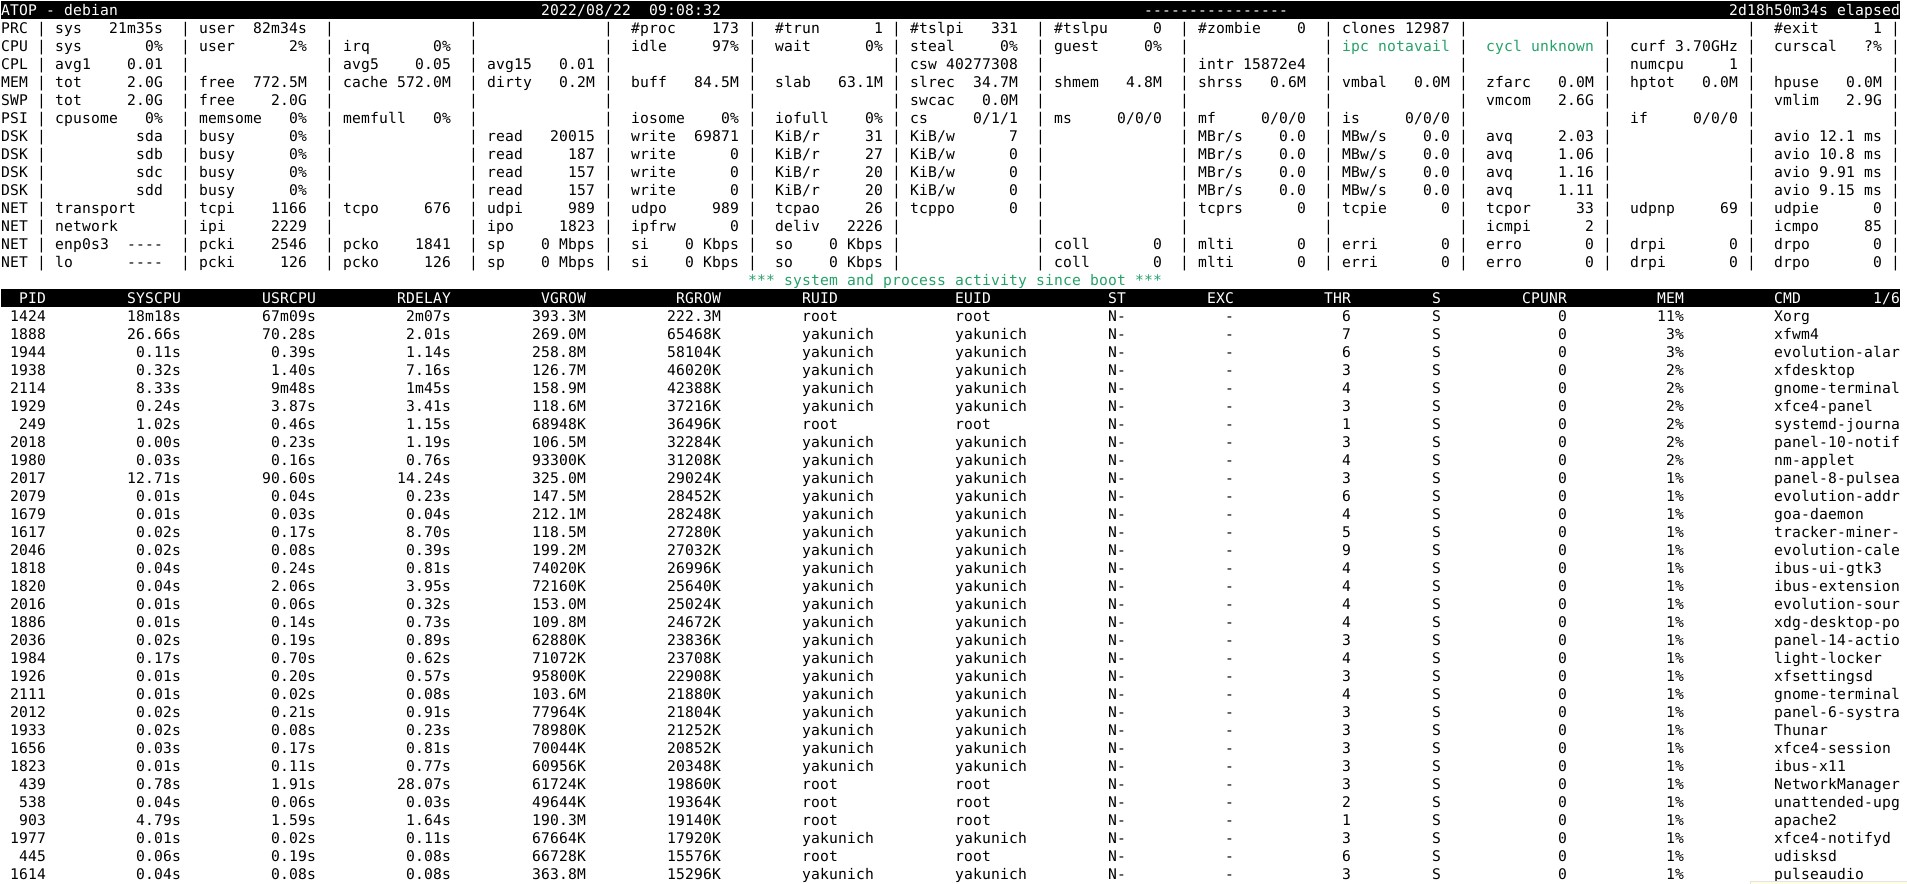 ATOP - debian 2022/08/22 09:08:32 ---------------- 2d18h50m34s elapsed
PRC | sys 21m35s | user 82m34s | | | #proc 173 | #trun 1 | #tslpi 331 | #tslpu 0 | #zombie 0 | clones 12987 | | | #exit 1 |
CPU | sys 0% | user 2% | irq 0% | | idle 97% | wait 0% | steal 0% | guest 0% | | ipc notavail | cycl unknown | curf 3.70GHz | curscal ?% |
CPL | avg1 0.01 | | avg5 0.05 | avg15 0.01 | | | csw 40277308 | | intr 15872e4 | | | numcpu 1 | |
MEM | tot 2.0G | free 772.5M | cache 572.0M | dirty 0.2M | buff 84.5M | slab 63.1M | slrec 34.7M | shmem 4.8M | shrss 0.6M | vmbal 0.0M | zfarc 0.0M | hptot 0.0M | hpuse 0.0M |
SWP | tot 2.0G | free 2.0G | | | | | swcac 0.0M | | | | vmcom 2.6G | | vmlim 2.9G |
PSI | cpusome 0% | memsome 0% | memfull 0% | | iosome 0% | iofull 0% | cs 0/1/1 | ms 0/0/0 | mf 0/0/0 | is 0/0/0 | | if 0/0/0 | |
DSK | sda | busy 0% | | read 20015 | write 69871 | KiB/r 31 | KiB/w 7 | | MBr/s 0.0 | MBw/s 0.0 | avq 2.03 | | avio 12.1 ms |
DSK | sdb | busy 0% | | read 187 | write 0 | KiB/r 27 | KiB/w 0 | | MBr/s 0.0 | MBw/s 0.0 | avq 1.06 | | avio 10.8 ms |
DSK | sdc | busy 0% | | read 157 | write 0 | KiB/r 20 | KiB/w 0 | | MBr/s 0.0 | MBw/s 0.0 | avq 1.16 | | avio 9.91 ms |
DSK | sdd | busy 0% | | read 157 | write 0 | KiB/r 20 | KiB/w 0 | | MBr/s 0.0 | MBw/s 0.0 | avq 1.11 | | avio 9.15 ms |
NET | transport | tcpi 1166 | tcpo 676 | udpi 989 | udpo 989 | tcpao 26 | tcppo 0 | | tcprs 0 | tcpie 0 | tcpor 33 | udpnp 69 | udpie 0 |
NET | network | ipi 2229 | | ipo 1823 | ipfrw 0 | deliv 2226 | | | | | icmpi 2 | | icmpo 85 |
NET | enp0s3 ---- | pcki 2546 | pcko 1841 | sp 0 Mbps | si 0 Kbps | so 0 Kbps | | coll 0 | mlti 0 | erri 0 | erro 0 | drpi 0 | drpo 0 |
NET | lo ---- | pcki 126 | pcko 126 | sp 0 Mbps | si 0 Kbps | so 0 Kbps | | coll 0 | mlti 0 | erri 0 | erro 0 | drpi 0 | drpo 0 |
*** system and process activity since boot ***
PID SYSCPU USRCPU RDELAY VGROW RGROW RUID EUID ST EXC THR S CPUNR MEM CMD 1/6
1424 18m18s 67m09s 2m07s 393.3M 222.3M root root N- - 6 S 0 11% Xorg
1888 26.66s 70.28s 2.01s 269.0M 65468K yakunich yakunich N- - 7 S 0 3% xfwm4
1944 0.11s 0.39s 1.14s 258.8M 58104K yakunich yakunich N- - 6 S 0 3% evolution-alar
1938 0.32s 1.40s 7.16s 126.7M 46020K yakunich yakunich N- - 3 S 0 2% xfdesktop
2114 8.33s 9m48s 1m45s 158.9M 42388K yakunich yakunich N- - 4 S 0 2% gnome-terminal
1929 0.24s 3.87s 3.41s 118.6M 37216K yakunich yakunich N- - 3 S 0 2% xfce4-panel
249 1.02s 0.46s 1.15s 68948K 36496K root root N- - 1 S 0 2% systemd-journa
2018 0.00s 0.23s 1.19s 106.5M 32284K yakunich yakunich N- - 3 S 0 2% panel-10-notif
1980 0.03s 0.16s 0.76s 93300K 31208K yakunich yakunich N- - 4 S 0 2% nm-applet
2017 12.71s 90.60s 14.24s 325.0M 29024K yakunich yakunich N- - 3 S 0 1% panel-8-pulsea
2079 0.01s 0.04s 0.23s 147.5M 28452K yakunich yakunich N- - 6 S 0 1% evolution-addr
1679 0.01s 0.03s 0.04s 212.1M 28248K yakunich yakunich N- - 4 S 0 1% goa-daemon
1617 0.02s 0.17s 8.70s 118.5M 27280K yakunich yakunich N- - 5 S 0 1% tracker-miner-
2046 0.02s 0.08s 0.39s 199.2M 27032K yakunich yakunich N- - 9 S 0 1% evolution-cale
1818 0.04s 0.24s 0.81s 74020K 26996K yakunich yakunich N- - 4 S 0 1% ibus-ui-gtk3
1820 0.04s 2.06s 3.95s 72160K 25640K yakunich yakunich N- - 4 S 0 1% ibus-extension
2016 0.01s 0.06s 0.32s 153.0M 25024K yakunich yakunich N- - 4 S 0 1% evolution-sour
1886 0.01s 0.14s 0.73s 109.8M 24672K yakunich yakunich N- - 4 S 0 1% xdg-desktop-po
2036 0.02s 0.19s 0.89s 62880K 23836K yakunich yakunich N- - 3 S 0 1% panel-14-actio
1984 0.17s 0.70s 0.62s 71072K 23708K yakunich yakunich N- - 4 S 0 1% light-locker
1926 0.01s 0.20s 0.57s 95800K 22908K yakunich yakunich N- - 3 S 0 1% xfsettingsd
2111 0.01s 0.02s 0.08s 103.6M 21880K yakunich yakunich N- - 4 S 0 1% gnome-terminal
2012 0.02s 0.21s 0.91s 77964K 21804K yakunich yakunich N- - 3 S 0 1% panel-6-systra
1933 0.02s 0.08s 0.23s 78980K 21252K yakunich yakunich N- - 3 S 0 1% Thunar
1656 0.03s 0.17s 0.81s 70044K 20852K yakunich yakunich N- - 3 S 0 1% xfce4-session
1823 0.01s 0.11s 0.77s 60956K 20348K yakunich yakunich N- - 3 S 0 1% ibus-x11
439 0.78s 1.91s 28.07s 61724K 19860K root root N- - 3 S 0 1% NetworkManager
538 0.04s 0.06s 0.03s 49644K 19364K root root N- - 2 S 0 1% unattended-upg
903 4.79s 1.59s 1.64s 190.3M 19140K root root N- - 1 S 0 1% apache2
1977 0.01s 0.02s 0.11s 67664K 17920K yakunich yakunich N- - 3 S 0 1% xfce4-notifyd
445 0.06s 0.19s 0.08s 66728K 15576K root root N- - 6 S 0 1% udisksd
1614 0.04s 0.08s 0.08s 363.8M 15296K yakunich yakunich N- - 3 S 0 1% pulseaudio